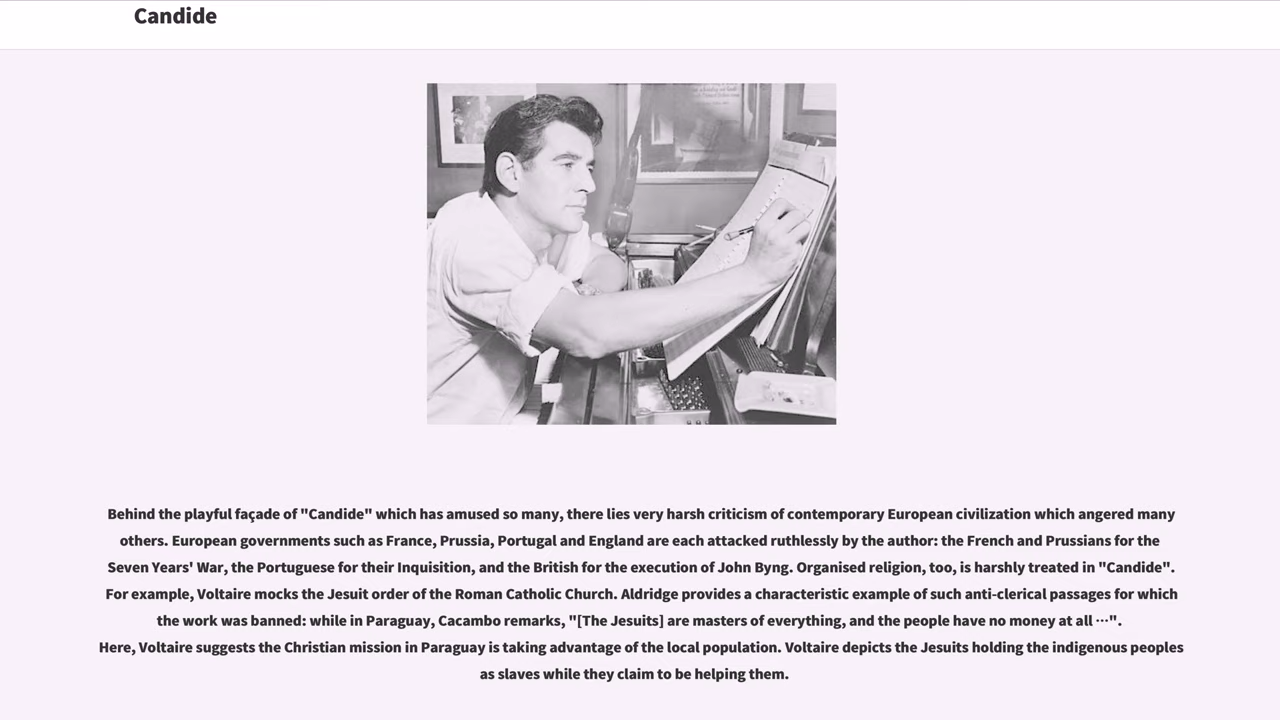 Candide
Behind the playful façade of "Candide" which has amused so many, there lies very harsh criticism of contemporary European civilization which angered many
others. European governments such as France, Prussia, Portugal and England are each attacked ruthlessly by the author: the French and Prussians for the
Seven Years' War, the Portuguese for their Inquisition, and the British for the execution of John Byng. Organised religion, too, is harshly treated in "Candide".
For example, Voltaire mocks the Jesuit order of the Roman Catholic Church. Aldridge provides a characteristic example of such anti-clerical passages for which
the work was banned: while in Paraguay, Cacambo remarks, "[The Jesuits] are masters of everything, and the people have no money at all ···".
Here, Voltaire suggests the Christian mission in Paraguay is taking advantage of the local population. Voltaire depicts the Jesuits holding the indigenous peoples
as slaves while they claim to be helping them.